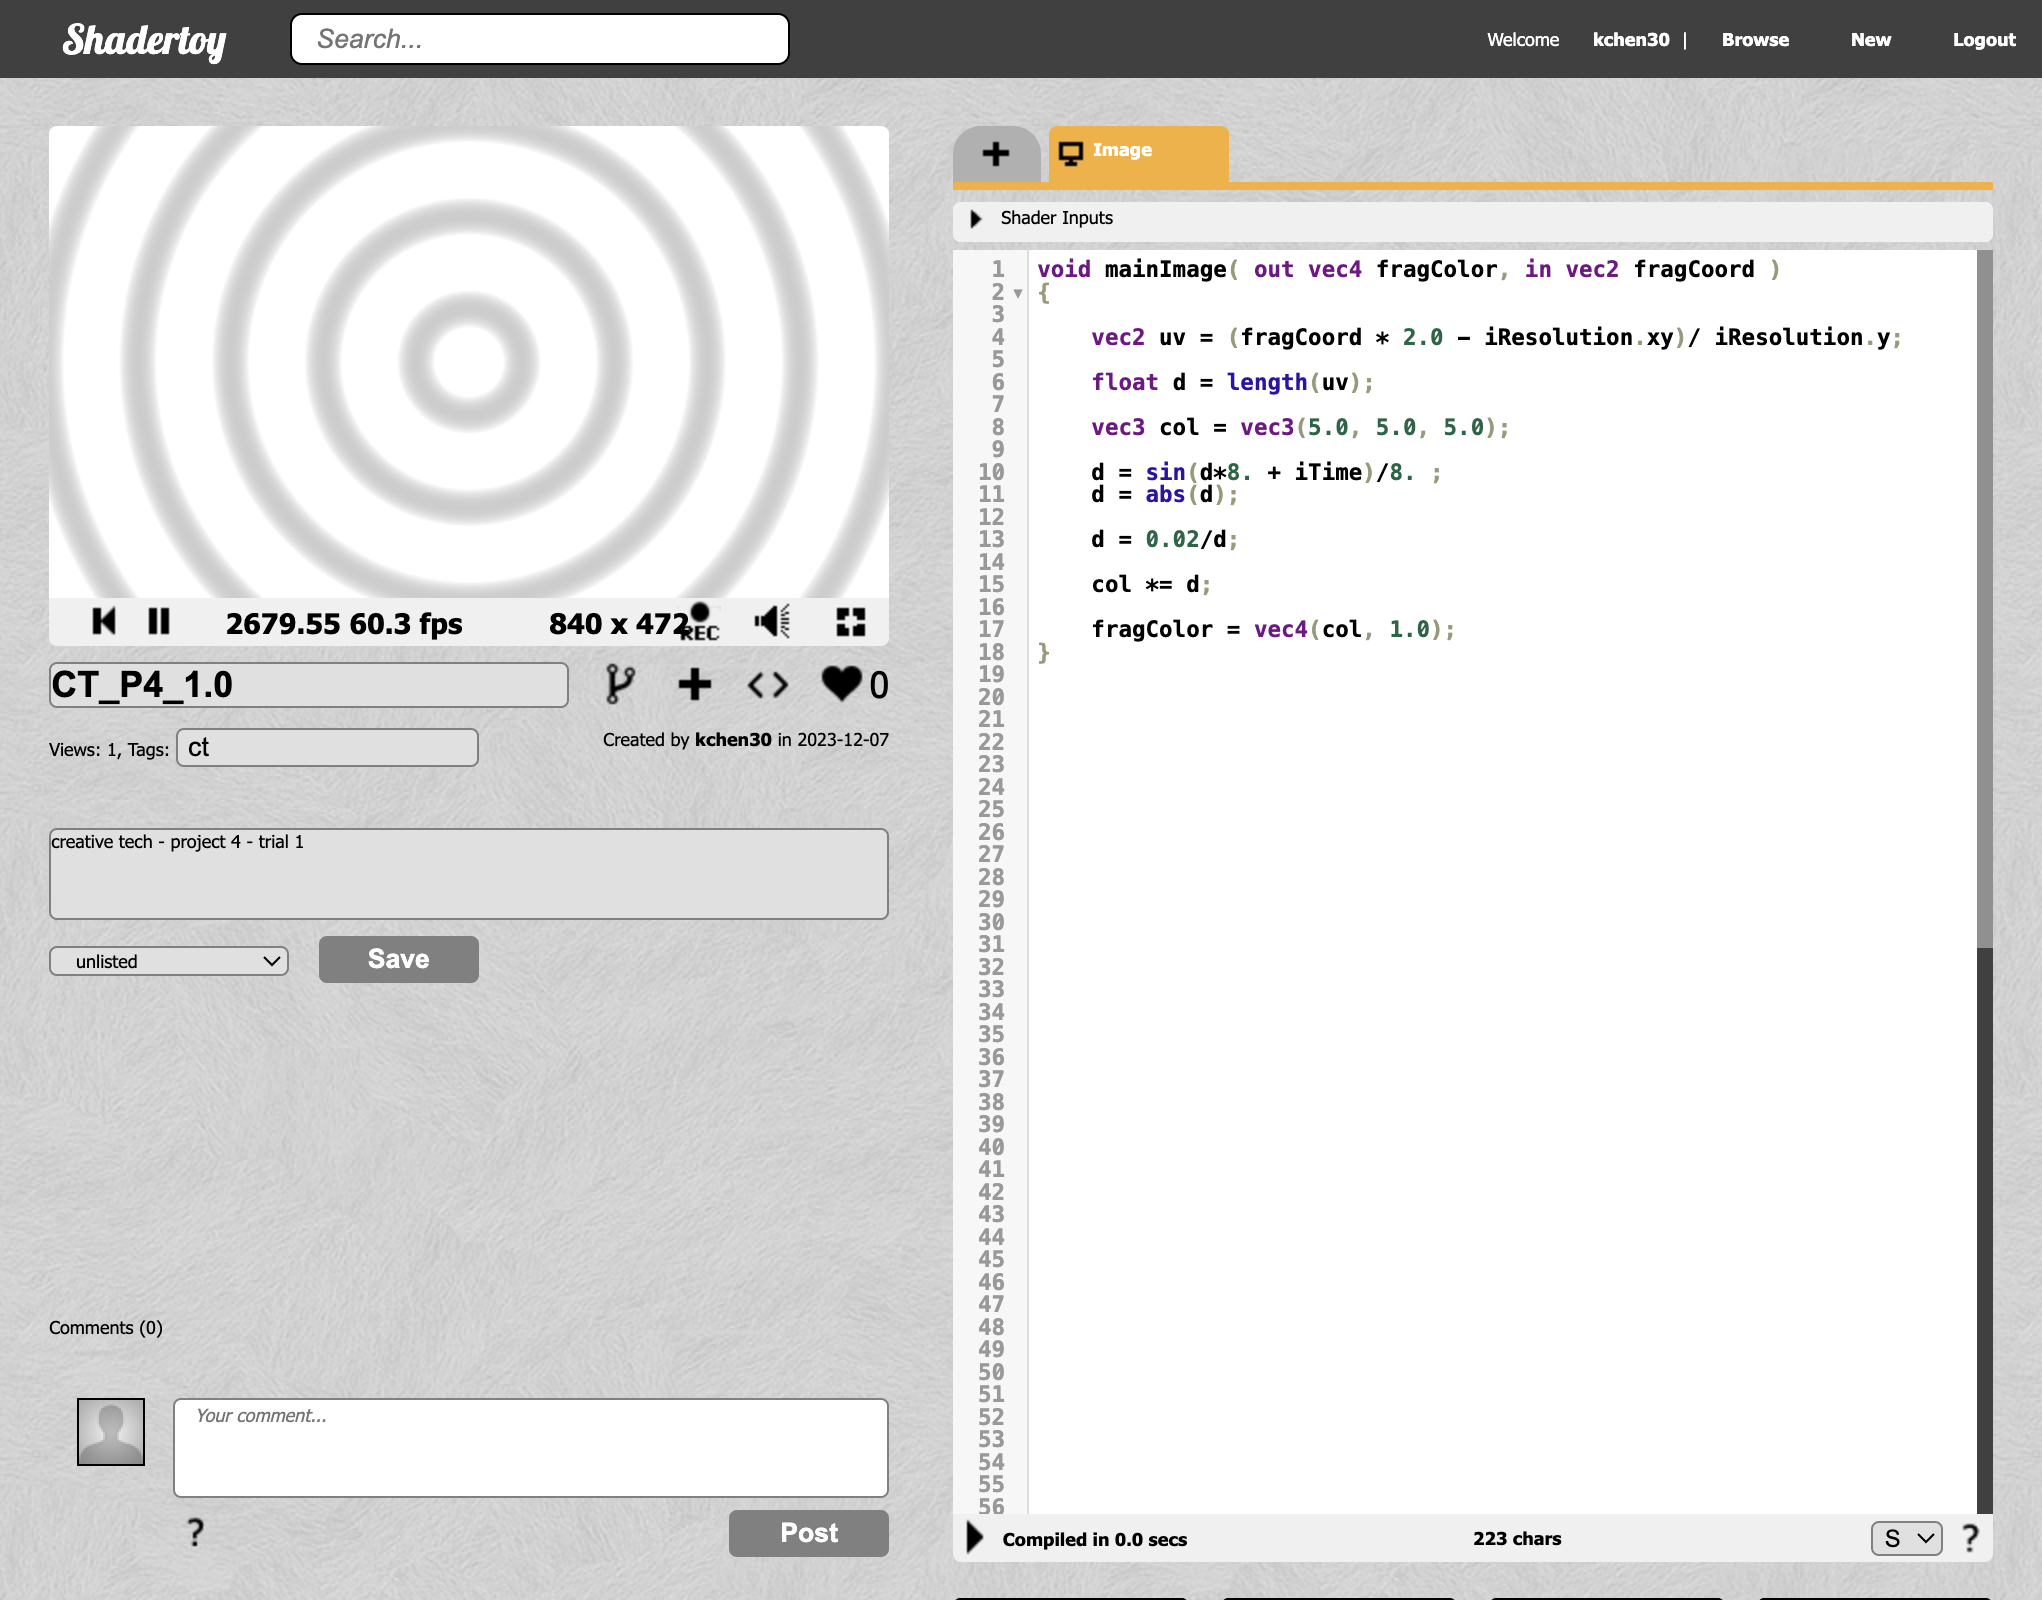 Shadertoy
Search...
Welcome kchen30 | Browse New Logout
2679.55 60.3 fps 840 x 472 REC
CT_P4_1.0
0
Views: 1, Tags: ct
Created by kchen30 in 2023-12-07
creative tech - project 4 - trial 1
unlisted
Save
Comments (0)
Your comment...
?
Post
Image
Shader Inputs
1 void mainImage( out vec4 fragColor, in vec2 fragCoord )
2 {
3
4     vec2 uv = (fragCoord * 2.0 - iResolution.xy)/ iResolution.y;
5
6     float d = length(uv);
7
8     vec3 col = vec3(5.0, 5.0, 5.0);
9
10     d = sin(d*8. + iTime)/8. ;
11     d = abs(d);
12
13     d = 0.02/d;
14
15     col *= d;
16
17     fragColor = vec4(col, 1.0);
18 }
19
20
21
22
23
24
25
26
27
28
29
30
31
32
33
34
35
36
37
38
39
40
41
42
43
44
45
46
47
48
49
50
51
52
53
54
55
56
Compiled in 0.0 secs 223 chars S ?